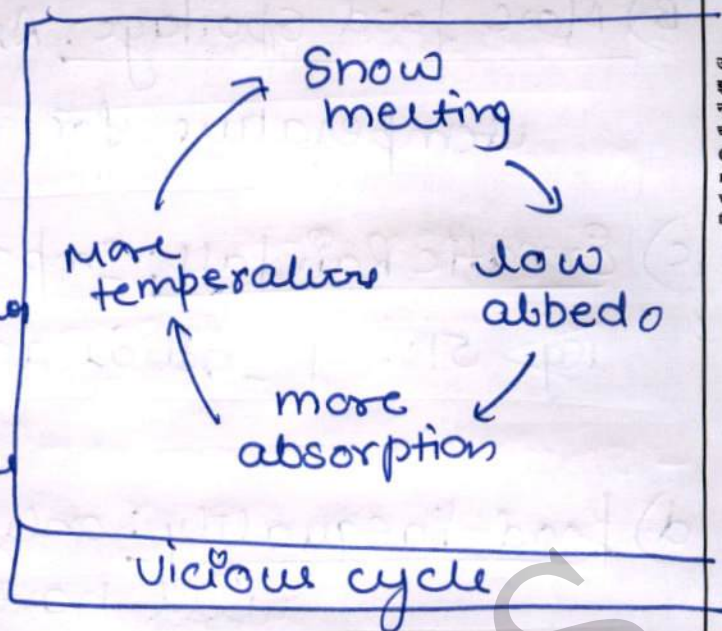 Snow
melting
low
albedo
more
absorption
More
temperature
Vicious cycle